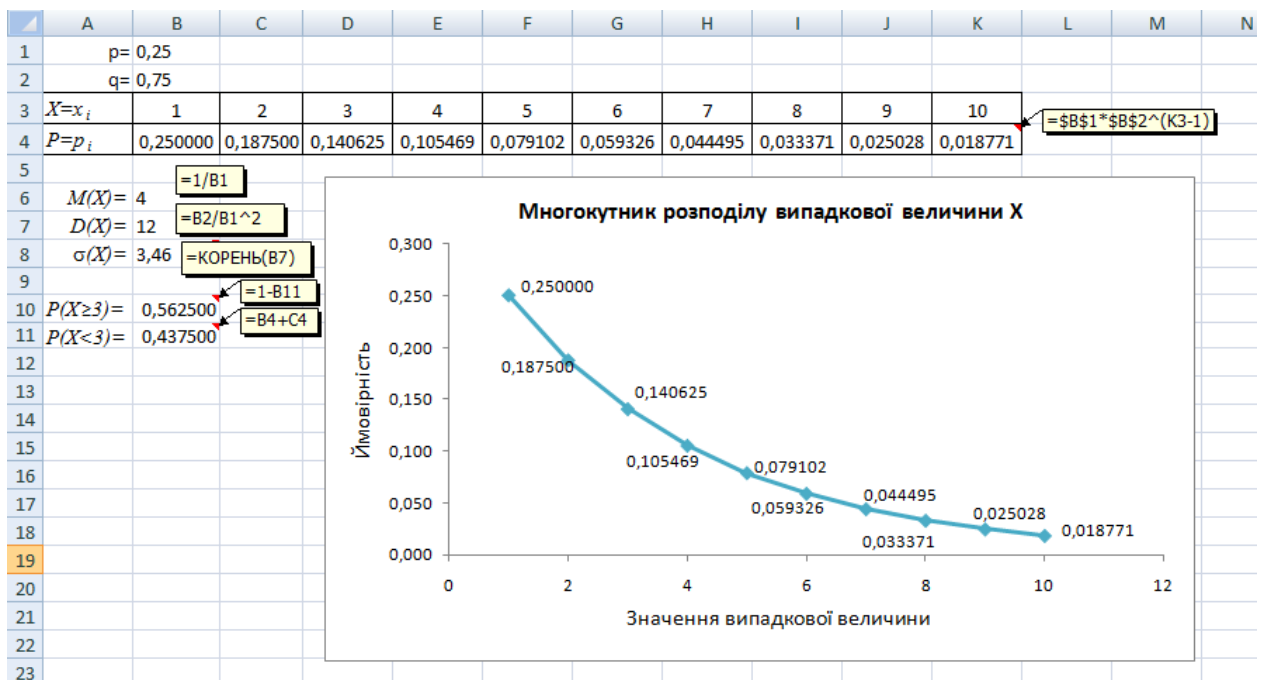 A B C D E F G H I J K L M N
1 p= 0,25
2 q= 0,75
3 X=x i 1 2 3 4 5 6 7 8 9 10
=$B$1*$B$2^(K3-1)
4 P=p i 0,250000 0,187500 0,140625 0,105469 0,079102 0,059326 0,044495 0,033371 0,025028 0,018771
5
=1/B1
6 M(X)= 4
7 D(X)= 12 =B2/B1^2
8 σ(X)= 3,46 =КОРЕНЬ(B7)
9
=1-B11
10 P(X≥3)= 0,562500
=B4+C4
11 P(X<3)= 0,437500
12
13
14
15
16
17
18
19
20
21
22
23
Многокутник розподілу випадкової величини X
Ймовірність
0,300
0,250
0,200
0,150
0,100
0,050
0,000
0,250000
0,187500
0,140625
0,105469
0,079102
0,059326
0,044495
0,033371
0,025028
0,018771
0 2 4 6 8 10 12
Значення випадкової величини